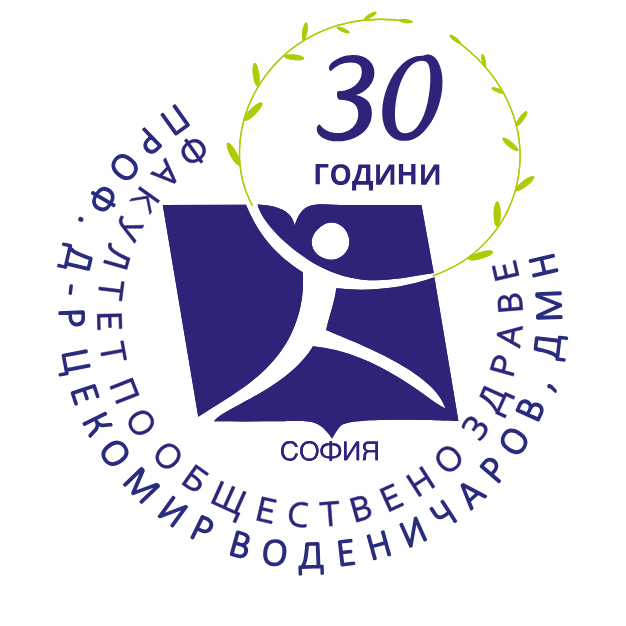 30
ГОДИНИ
ФАКУЛТЕТ ПО ОБЩЕСТВЕНО ЗДРАВЕ
ПРОФ. Д-Р ЦЕКОМИР ВОДЕНИЧАРОВ, ДМН
СОФИЯ